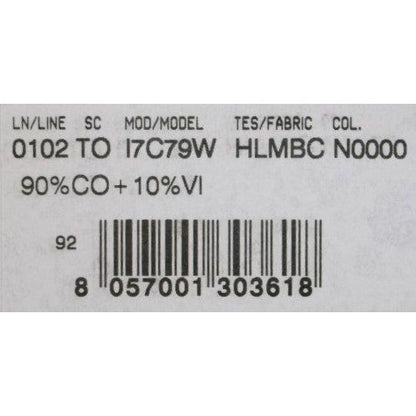 LN/LINE SC MOD/MODEL TES/FABRIC COL.
0102 TO I7C79W HLMBC N0000
90%CO+10%VI
92
8 057001 303618